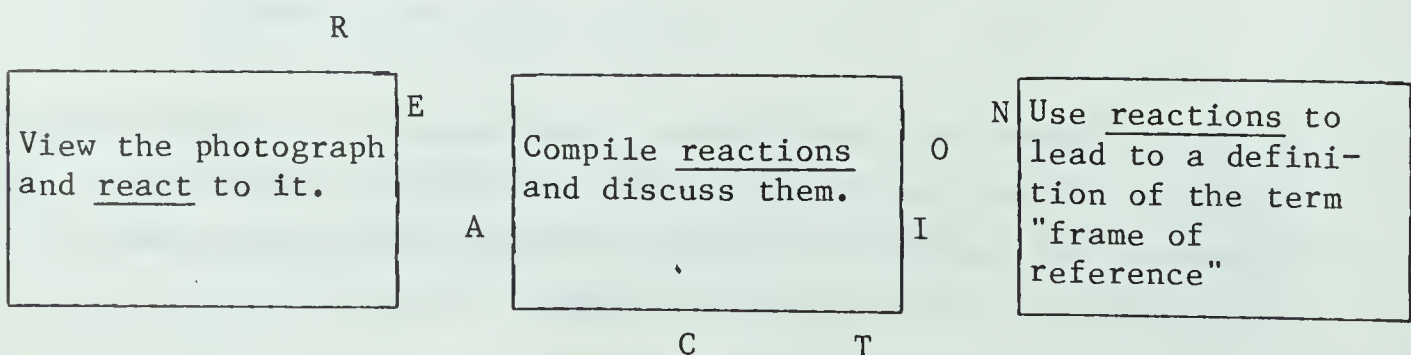 R
E
A
C
T
I
O
N
View the photograph
and react to it.
Compile reactions
and discuss them.
Use reactions to
lead to a defini-
tion of the term
"frame of
reference"